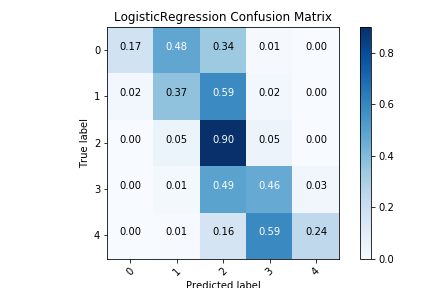 LogisticRegression Confusion Matrix
0 0.17 0.48 0.34 0.01 0.00
1 0.02 0.37 0.59 0.02 0.00
2 0.00 0.05 0.90 0.05 0.00
3 0.00 0.01 0.49 0.46 0.03
4 0.00 0.01 0.16 0.59 0.24
True label
0 1 2 3 4
Predicted label
0.8
0.6
0.4
0.2
0.0